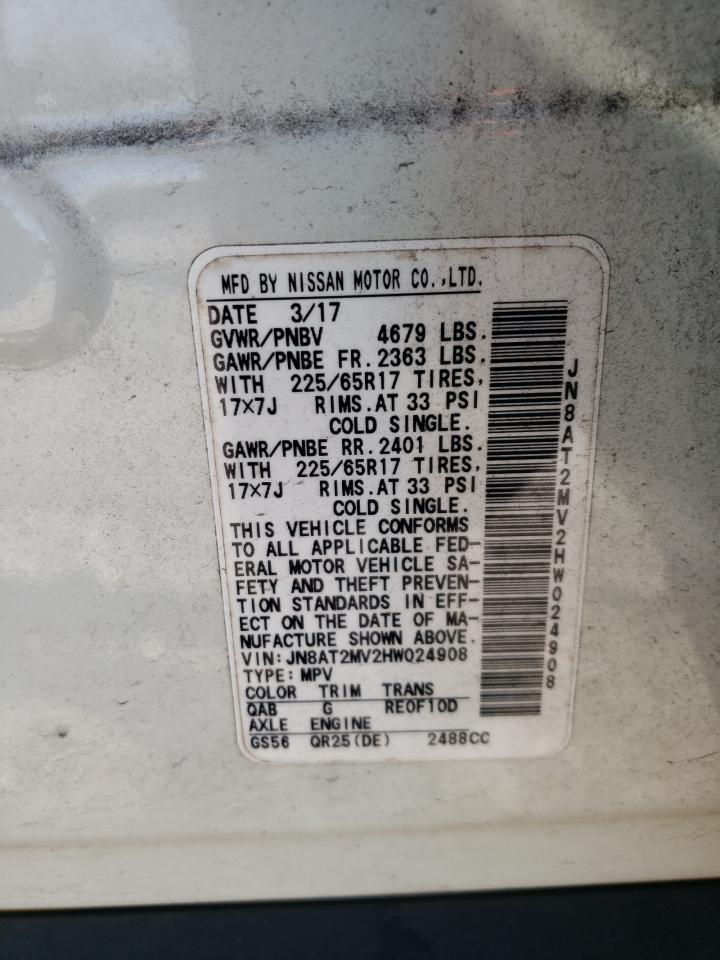 MFD BY NISSAN MOTOR CO.,LTD.
DATE 3/17
GVWR/PNBV 4679 LBS.
GAWR/PNBE FR.2363 LBS.
WITH 225/65R17 TIRES,
17×7J RIMS.AT 33 PSI
COLD SINGLE.
GAWR/PNBE RR.2401 LBS.
WITH 225/65R17 TIRES,
17×7J RIMS.AT 33 PSI
COLD SINGLE.
THIS VEHICLE CONFORMS
TO ALL APPLICABLE FED-
ERAL MOTOR VEHICLE SA-
FETY AND THEFT PREVEN-
TION STANDARDS IN EFF-
ECT ON THE DATE OF MA-
NUFACTURE SHOWN ABOVE.
VIN:JN8AT2MV2HW024908
TYPE:MPV
COLOR TRIM TRANS
QAB G RE0F10D
AXLE ENGINE
GS56 QR25(DE) 2488CC
JN8AT2MV2HW024908